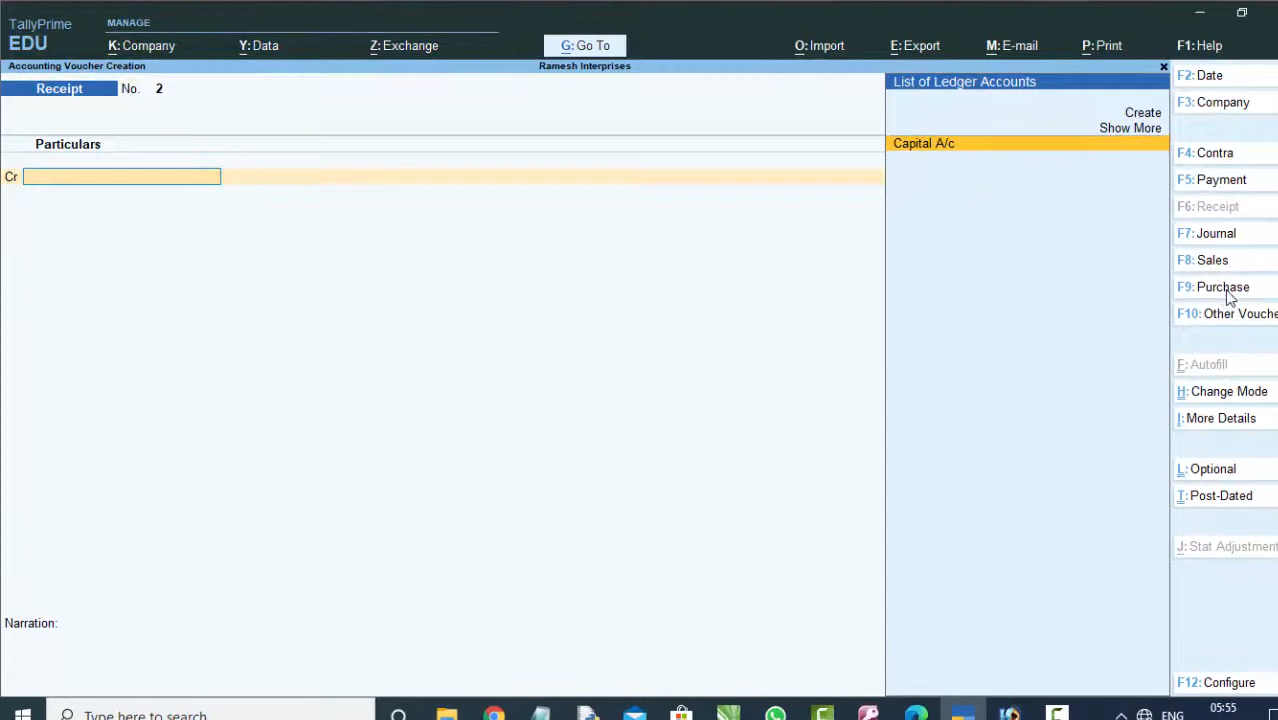 TallyPrime
EDU
MANAGE
K: Company
Y: Data
Z: Exchange
G: Go To
O: Import
E: Export
M: E-mail
P: Print
F1: Help
Accounting Voucher Creation
Ramesh Interprises
Receipt No. 2
Particulars
Cr
Narration:
List of Ledger Accounts
Create
Show More
Capital A/c
F2: Date
F3: Company
F4: Contra
F5: Payment
F6: Receipt
F7: Journal
F8: Sales
F9: Purchase
F10: Other Vouche
F: Autofill
H: Change Mode
I: More Details
L: Optional
T: Post-Dated
J: Stat Adjustment
F12: Configure
Type here to search
05:55